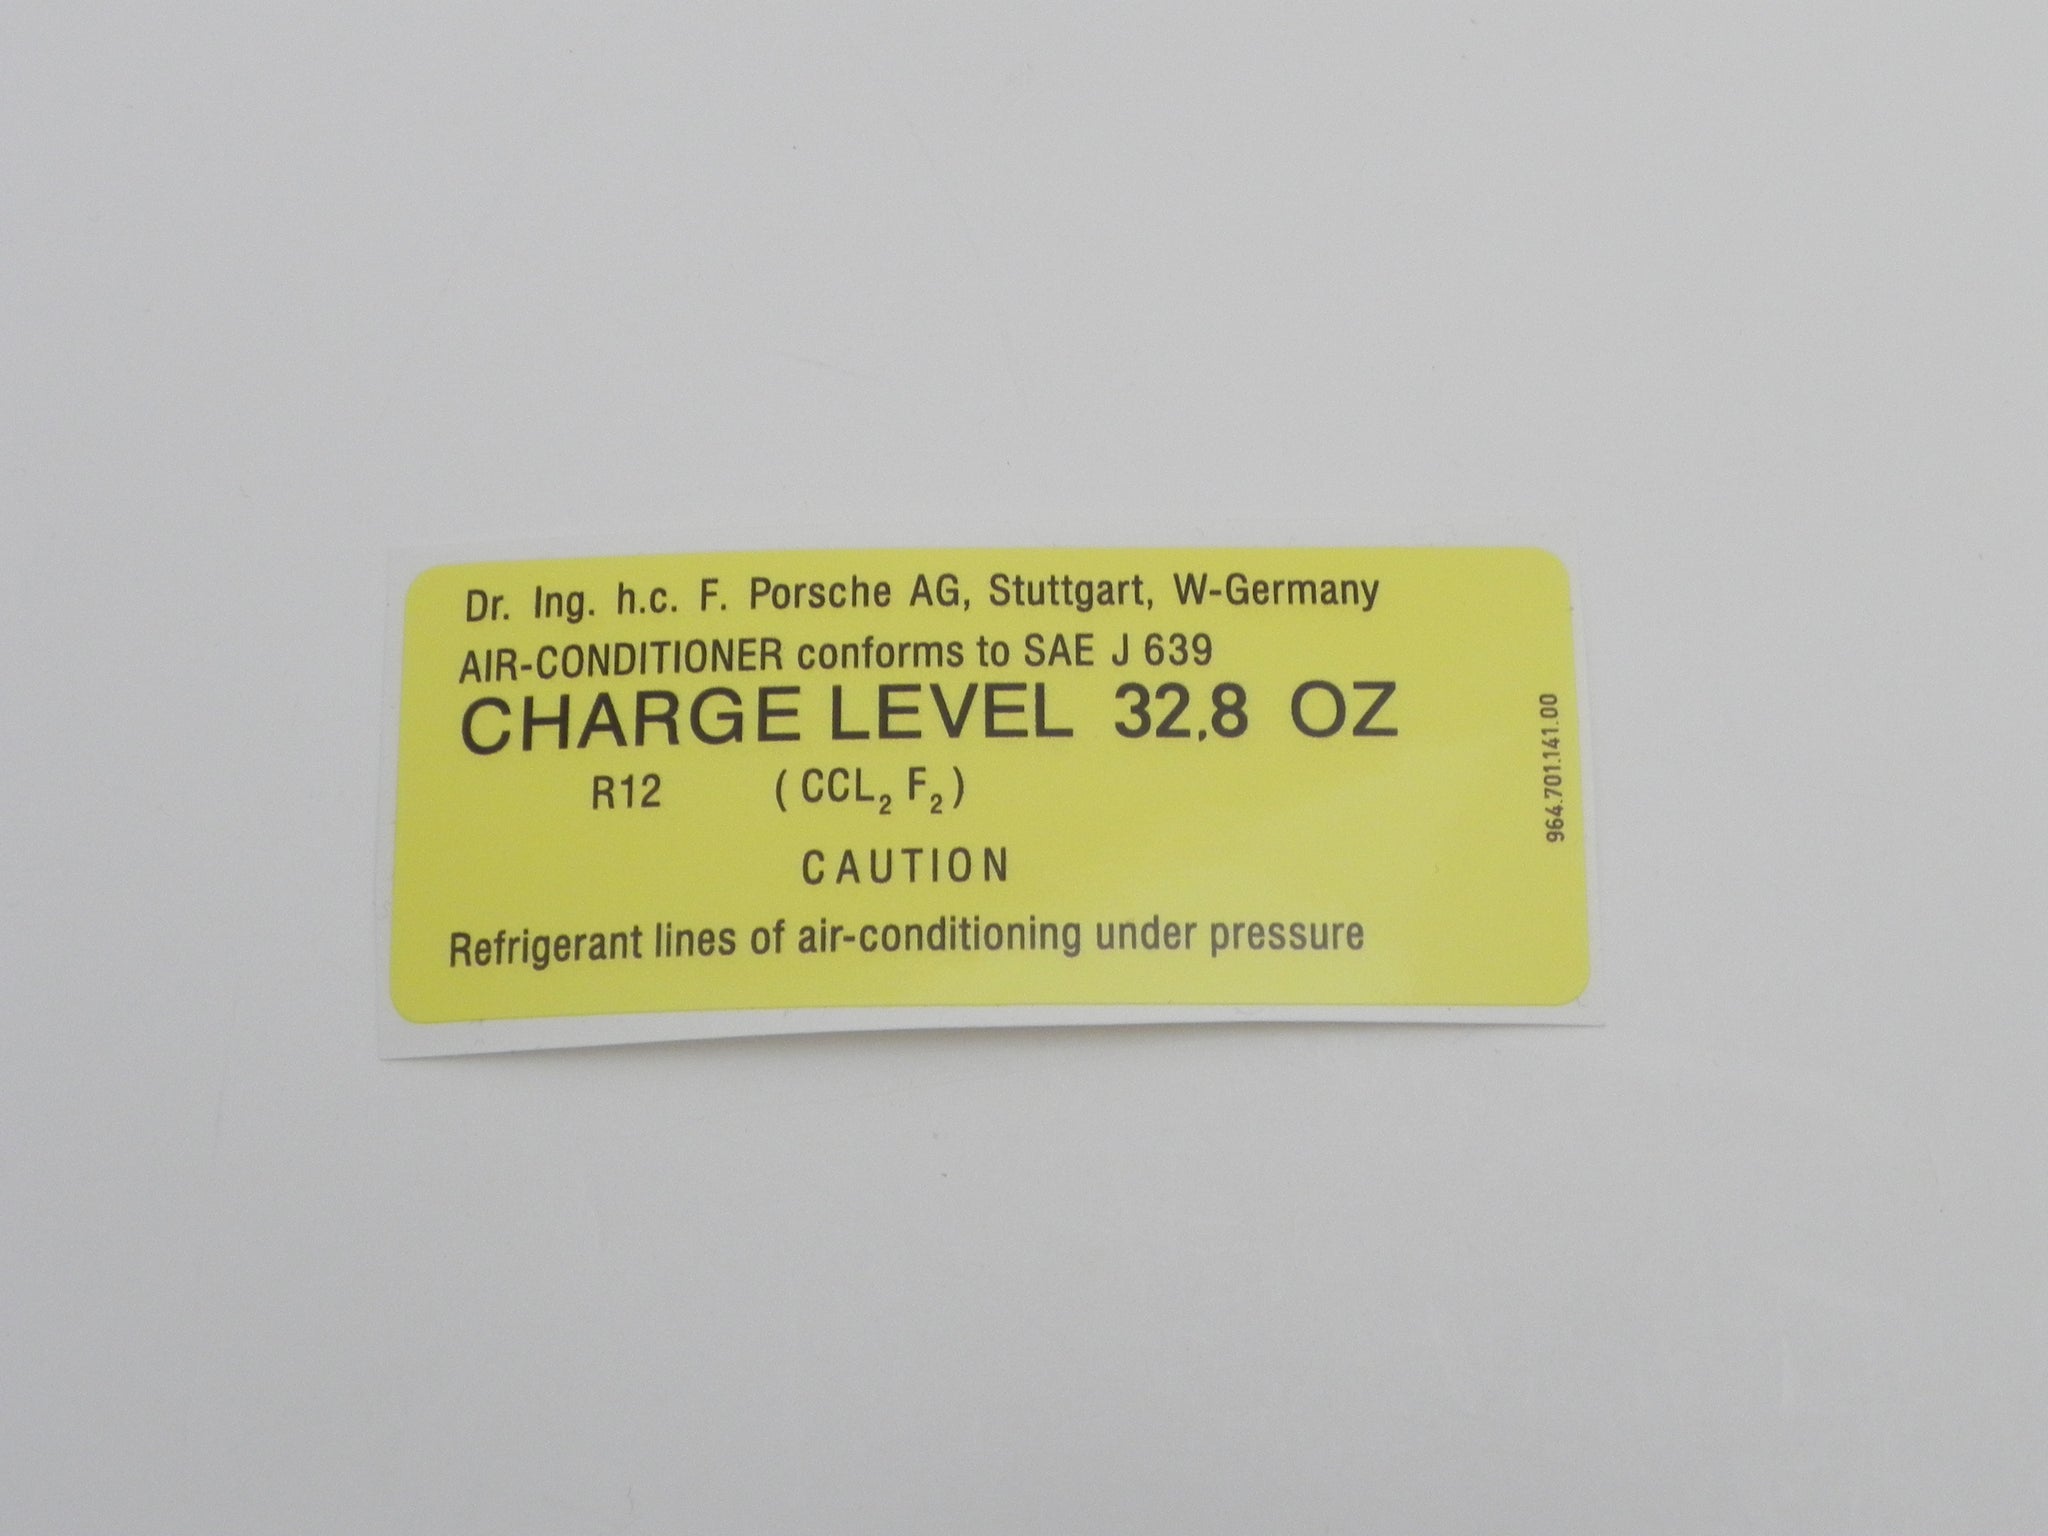 Dr. Ing. h.c. F. Porsche AG, Stuttgart, W-Germany
AIR-CONDITIONER conforms to SAE J 639
CHARGE LEVEL 32.8 OZ
R12 (CCL₂ F₂)
CAUTION
Refrigerant lines of air-conditioning under pressure
964.701.141.00